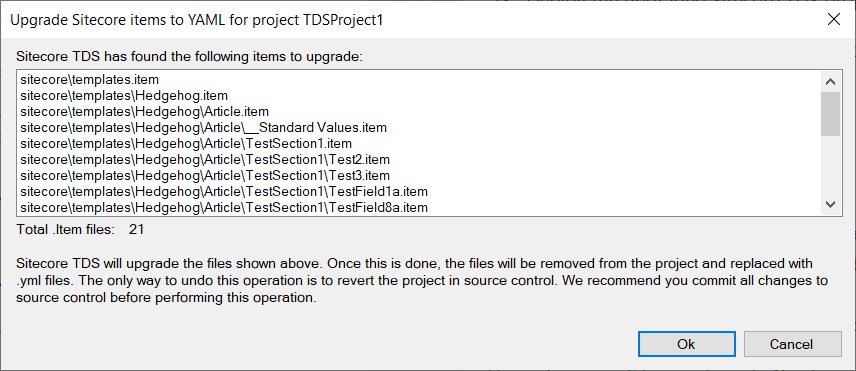 Upgrade Sitecore items to YAML for project TDSProject1
Sitecore TDS has found the following items to upgrade:
sitecore\templates.item
sitecore\templates\Hedgehog.item
sitecore\templates\Hedgehog\Article.item
sitecore\templates\Hedgehog\Article\__Standard Values.item
sitecore\templates\Hedgehog\Article\TestSection1.item
sitecore\templates\Hedgehog\Article\TestSection1\Test2.item
sitecore\templates\Hedgehog\Article\TestSection1\Test3.item
sitecore\templates\Hedgehog\Article\TestSection1\TestField1a.item
sitecore\templates\Hedgehog\Article\TestSection1\TestField8a.item
Total .Item files: 21
Sitecore TDS will upgrade the files shown above. Once this is done, the files will be removed from the project and replaced with
.yml files. The only way to undo this operation is to revert the project in source control. We recommend you commit all changes to
source control before performing this operation.
Ok
Cancel